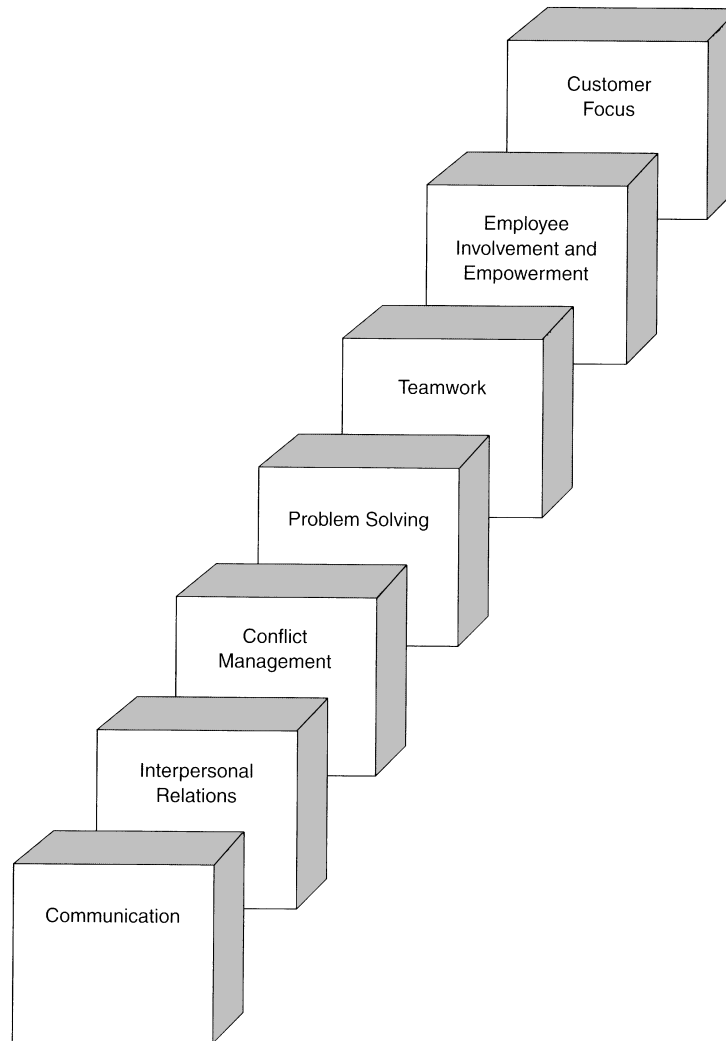 Customer
Focus
Employee
Involvement and
Empowerment
Teamwork
Problem Solving
Conflict
Management
Interpersonal
Relations
Communication